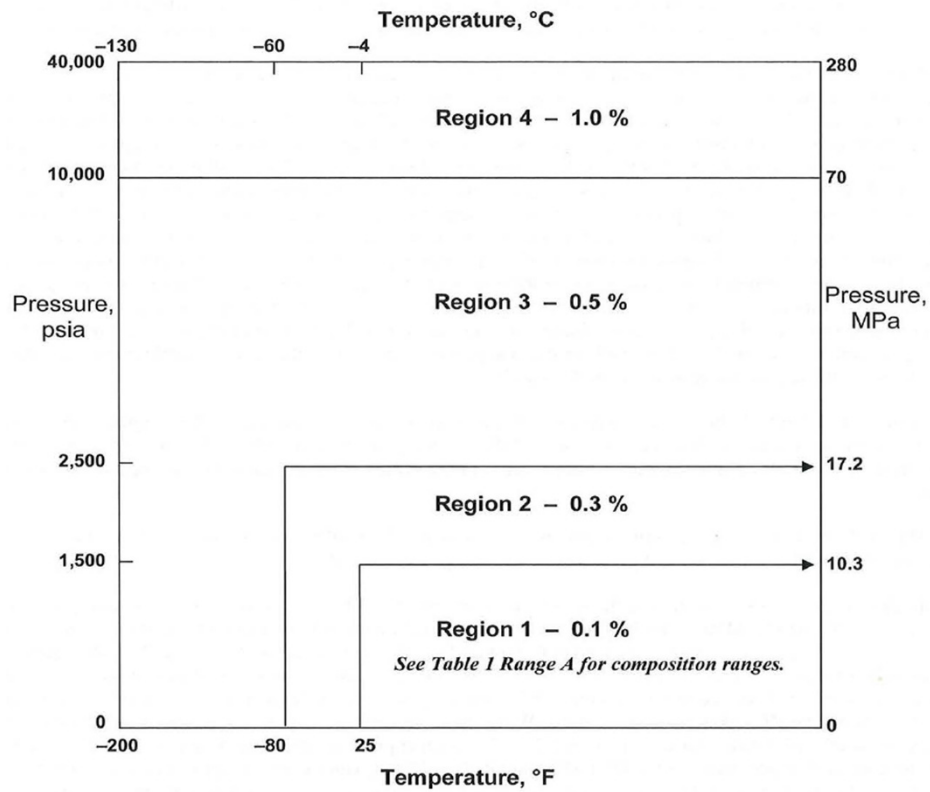 Temperature, °C
–130 –60 –4
40,000 280
Region 4 – 1.0 %
10,000 70
Region 3 – 0.5 %
Pressure,
psia
Pressure,
MPa
2,500 17.2
Region 2 – 0.3 %
1,500 10.3
Region 1 – 0.1 %
See Table 1 Range A for composition ranges.
0 0
–200 –80 25
Temperature, °F